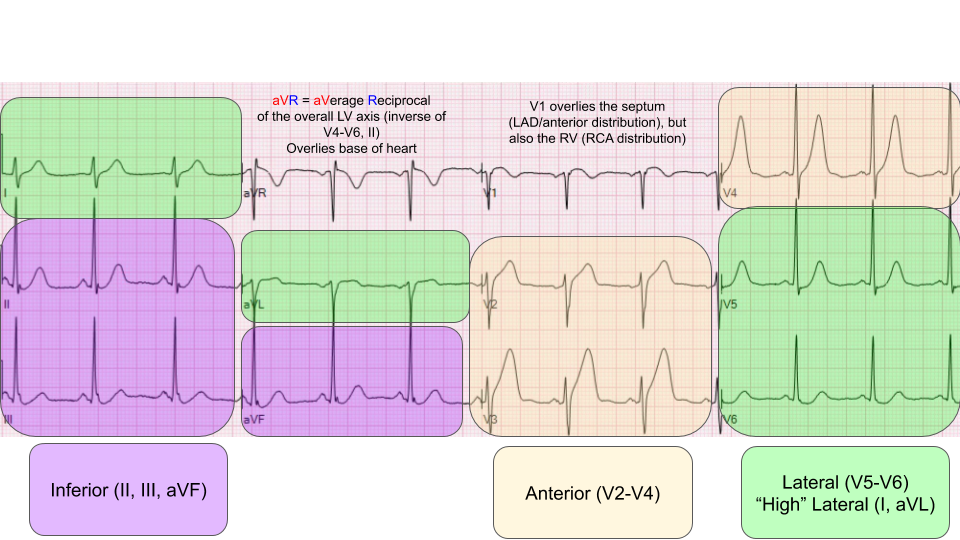 aVR = aVerage Reciprocal
of the overall LV axis (inverse of
V4-V6, II)
Overlies base of heart
V1 overlies the septum
(LAD/anterior distribution), but
also the RV (RCA distribution)
I
aVR
V1
V4
II
aVL
V2
V5
III
aVF
V3
V6
Inferior (II, III, aVF)
Anterior (V2-V4)
Lateral (V5-V6)
“High” Lateral (I, aVL)